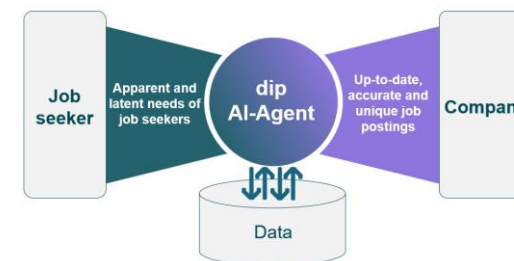 Job
seeker
Apparent and
latent needs of
job seekers
dip
AI-Agent
Up-to-date,
accurate and
unique job
postings
Compan
Data